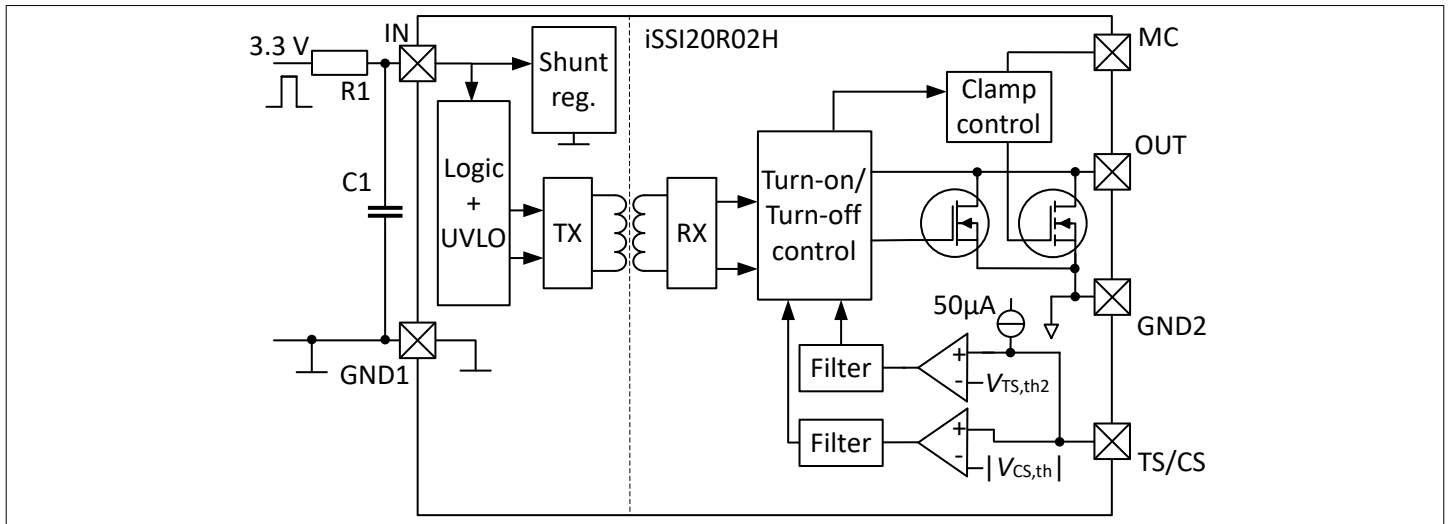 IN
iSSI20R02H
MC
3.3 V
R1
Shunt
reg.
Clamp
control
OUT
C1
Logic
+
UVLO
TX
RX
Turn-on/
Turn-off
control
50µA
GND2
GND1
Filter
+
-
VTS,th2
Filter
+
-
|VCS,th|
TS/CS